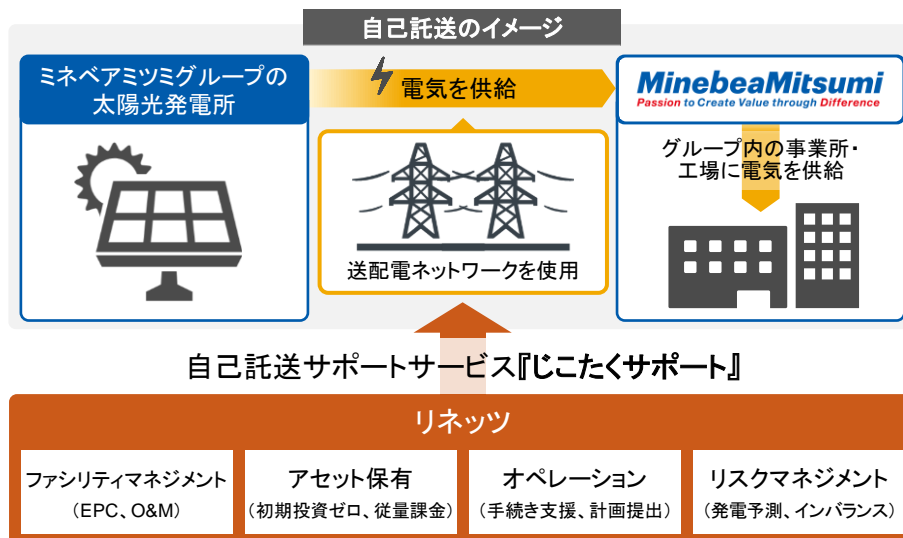 自己託送のイメージ
ミネベアミツミグループの
太陽光発電所
電気を供給
MinebeaMitsumi
Passion to Create Value through Difference
送配電ネットワークを使用
グループ内の事業所・
工場に電気を供給
自己託送サポートサービス『じこたくサポート』
リネッツ
ファシリティマネジメント
(EPC、O&M)
アセット保有
(初期投資ゼロ、従量課金)
オペレーション
(手続き支援、計画提出)
リスクマネジメント
(発電予測、インバランス)